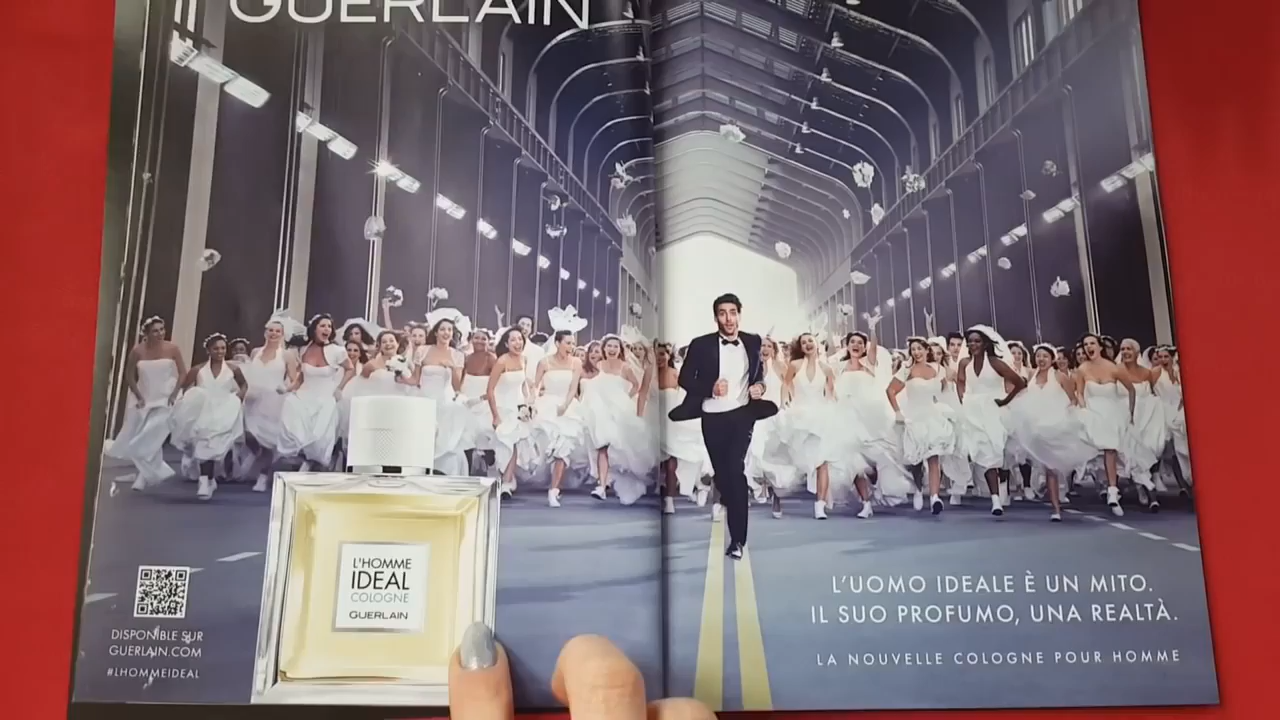 GUERLAIN
L'HOMME
IDEAL
COLOGNE
GUERLAIN
DISPONIBLE SUR
GUERLAIN.COM
#LHOMMEIDEAL
L'UOMO IDEALE È UN MITO.
IL SUO PROFUMO, UNA REALTÀ.
LA NOUVELLE COLOGNE POUR HOMME